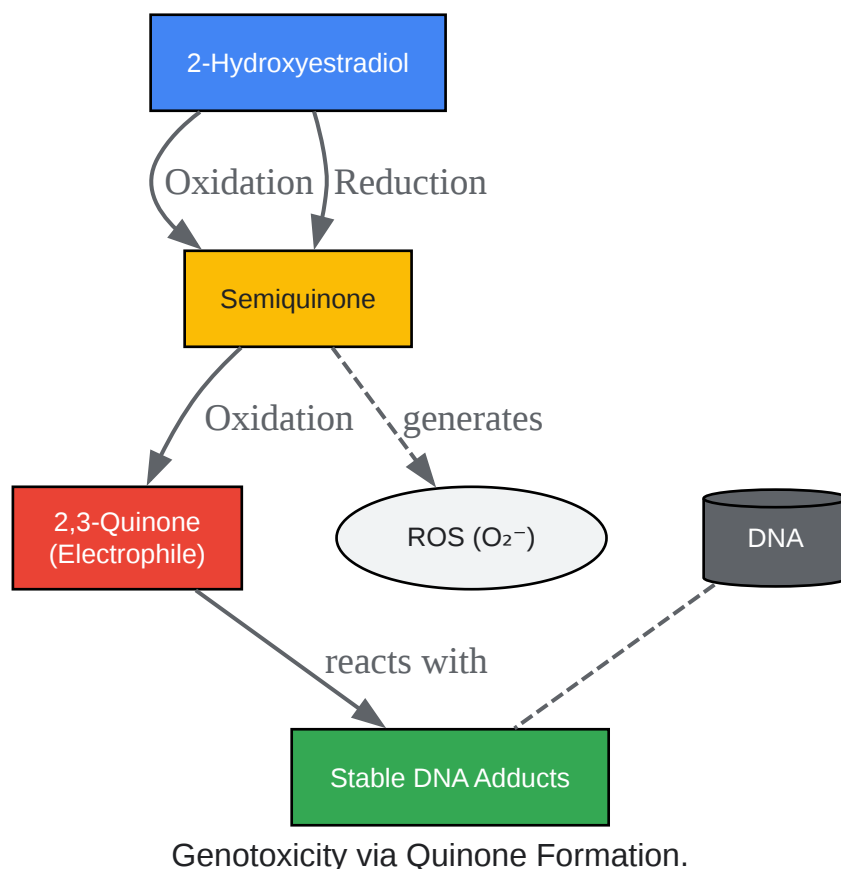 2-Hydroxyestradiol
Oxidation
Reduction
Semiquinone
Oxidation
generates
2,3-Quinone
(Electrophile)
ROS (O₂⁻)
DNA
reacts with
Stable DNA Adducts
Genotoxicity via Quinone Formation.